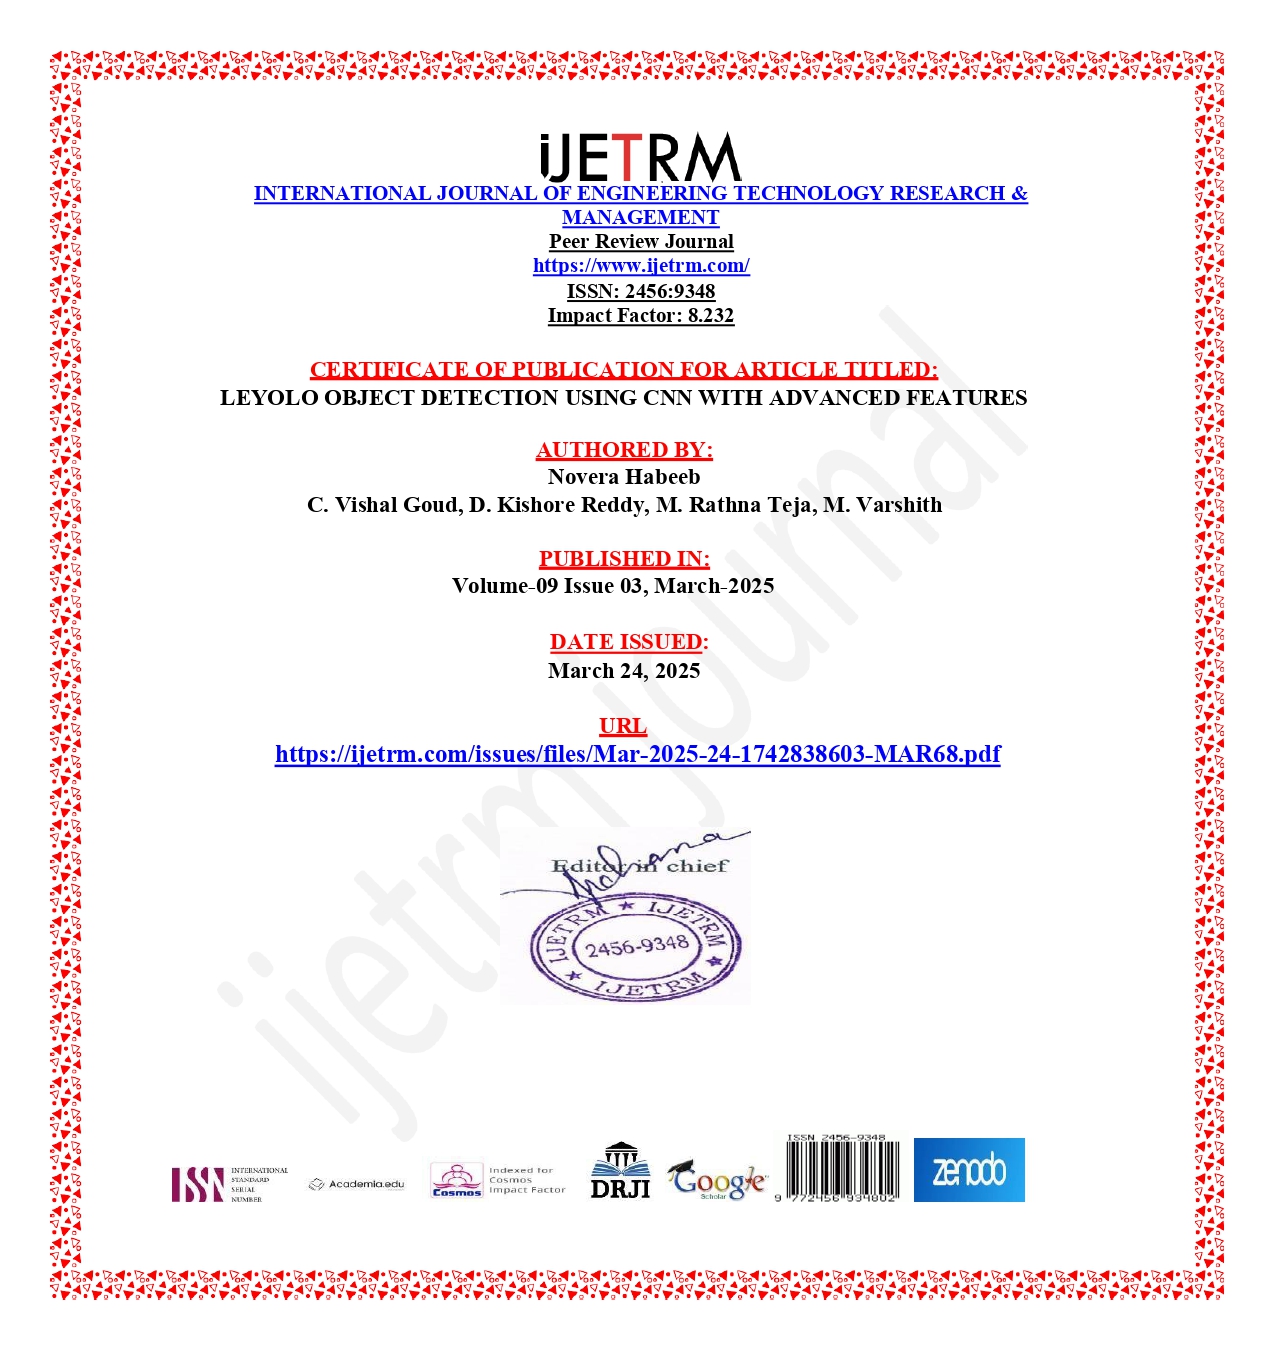 iJETRM
INTERNATIONAL JOURNAL OF ENGINEERING TECHNOLOGY RESEARCH &
MANAGEMENT
Peer Review Journal
https://www.ijetrm.com/
ISSN: 2456:9348
Impact Factor: 8.232
CERTIFICATE OF PUBLICATION FOR ARTICLE TITLED:
LEYOLO OBJECT DETECTION USING CNN WITH ADVANCED FEATURES
AUTHORED BY:
Novera Habeeb
C. Vishal Goud, D. Kishore Reddy, M. Rathna Teja, M. Varshith
PUBLISHED IN:
Volume-09 Issue 03, March-2025
DATE ISSUED:
March 24, 2025
URL
https://ijetrm.com/issues/files/Mar-2025-24-1742838603-MAR68.pdf
ijetrm journal
Editor in chief
IJETRM ★ IJETRM ★ IJETRM ★
2456-9348
ISSN INTERNATIONAL
STANDARD
SERIAL
NUMBER
Academia.edu
Cosmos
Indexed for
Cosmos
Impact Factor
DRJI
Google
Scholar
ISSN 2456-9348
9 772456 934802
zenodo